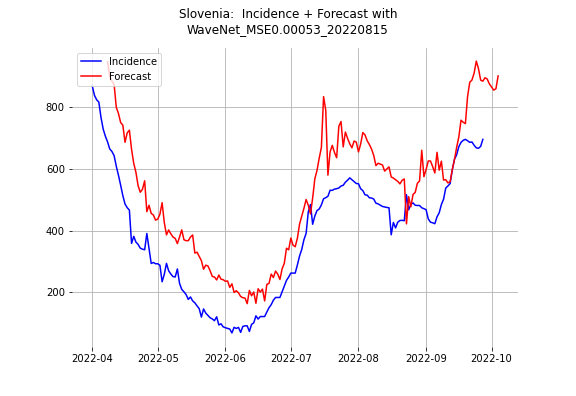 Slovenia:  Incidence + Forecast with
WaveNet_MSE0.00053_20220815
Incidence
Forecast
800
600
400
200
2022-04 2022-05 2022-06 2022-07 2022-08 2022-09 2022-10